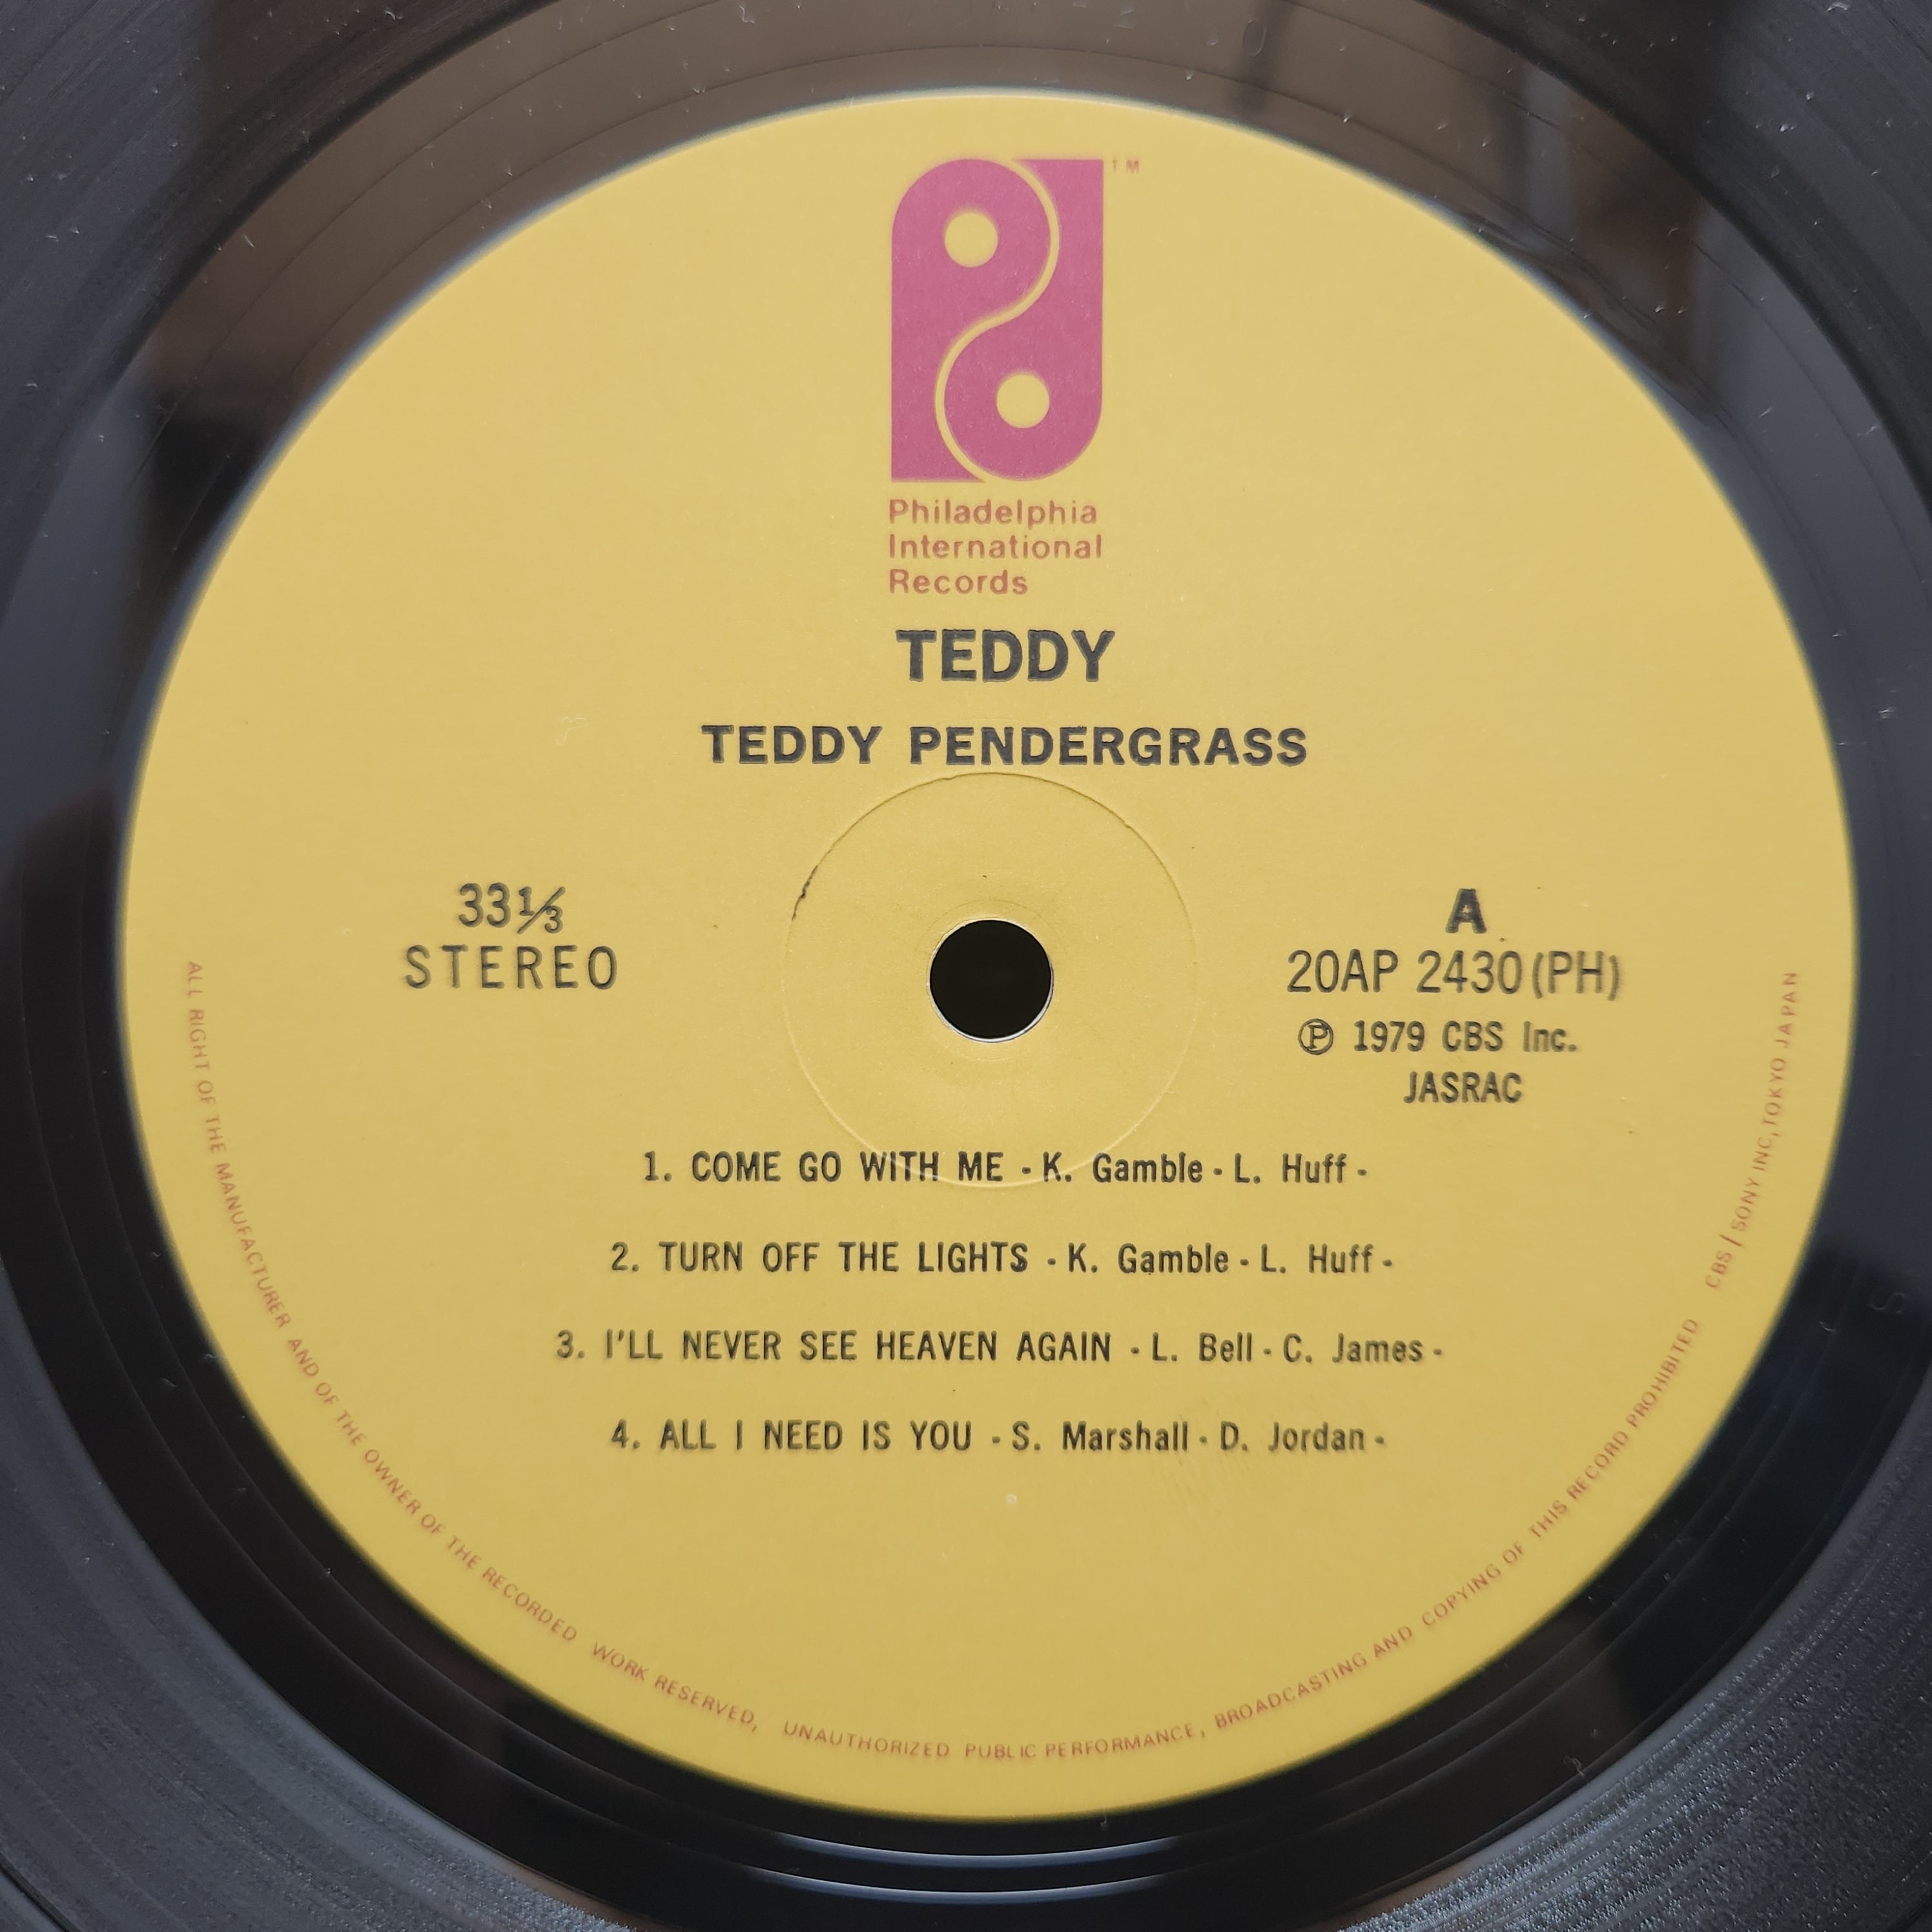 TM
Philadelphia
International
Records
TEDDY
TEDDY PENDERGRASS
33⅓
STEREO
A
20AP 2430(PH)
℗ 1979 CBS Inc.
JASRAC
1. COME GO WITH ME - K. Gamble - L. Huff -
2. TURN OFF THE LIGHTS - K. Gamble - L. Huff -
3. I'LL NEVER SEE HEAVEN AGAIN - L. Bell - C. James -
4. ALL I NEED IS YOU - S. Marshall - D. Jordan -
ALL RIGHT OF THE MANUFACTURER AND OF THE OWNER OF THE RECORDED WORK RESERVED, UNAUTHORIZED PUBLIC PERFORMANCE, BROADCASTING AND COPYING OF THIS RECORD PROHIBITED CBS/SONY INC, TOKYO JAPAN